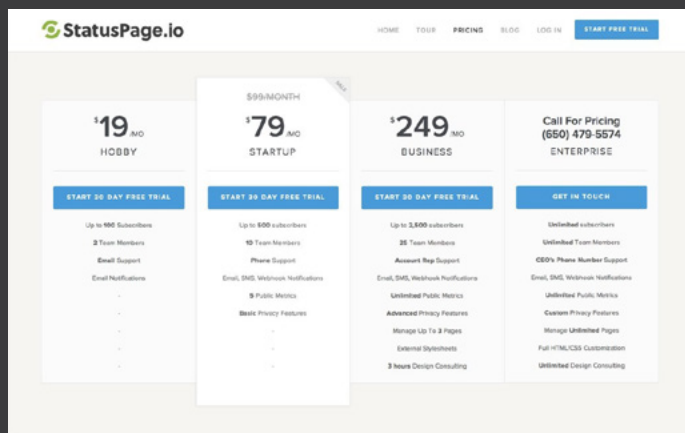 StatusPage.io
HOME TOUR PRICING BLOG LOG IN START FREE TRIAL
$99/MONTH
SALE
$19/MO
HOBBY
START 30 DAY FREE TRIAL
Up to 100 Subscribers
2 Team Members
Email Support
Email Notifications
-
-
-
-
-
$79/MO
STARTUP
START 30 DAY FREE TRIAL
Up to 500 subscribers
10 Team Members
Phone Support
Email, SMS, Webhook Notifications
5 Public Metrics
Basic Privacy Features
-
-
-
$249/MO
BUSINESS
START 30 DAY FREE TRIAL
Up to 2,500 subscribers
25 Team Members
Account Rep Support
Email, SMS, Webhook Notifications
Unlimited Public Metrics
Advanced Privacy Features
Manage Up To 3 Pages
External Stylesheets
3 hours Design Consulting
Call For Pricing
(650) 479-5574
ENTERPRISE
GET IN TOUCH
Unlimited subscribers
Unlimited Team Members
CEO's Phone Number Support
Email, SMS, Webhook Notifications
Unlimited Public Metrics
Custom Privacy Features
Manage Unlimited Pages
Full HTML/CSS Customization
Unlimited Design Consulting